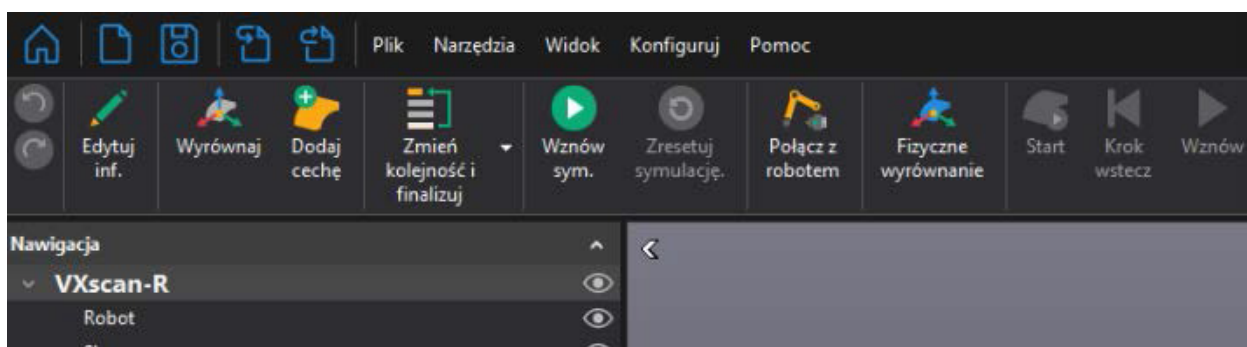 Plik Narzędzia Widok Konfiguruj Pomoc
Edytuj inf.
Wyrównaj
Dodaj cechę
Zmień kolejność i finalizuj
Wznów sym.
Zresetuj symulację.
Połącz z robotem
Fizyczne wyrównanie
Start
Krok wstecz
Wznów
Nawigacja
VXscan-R
Robot